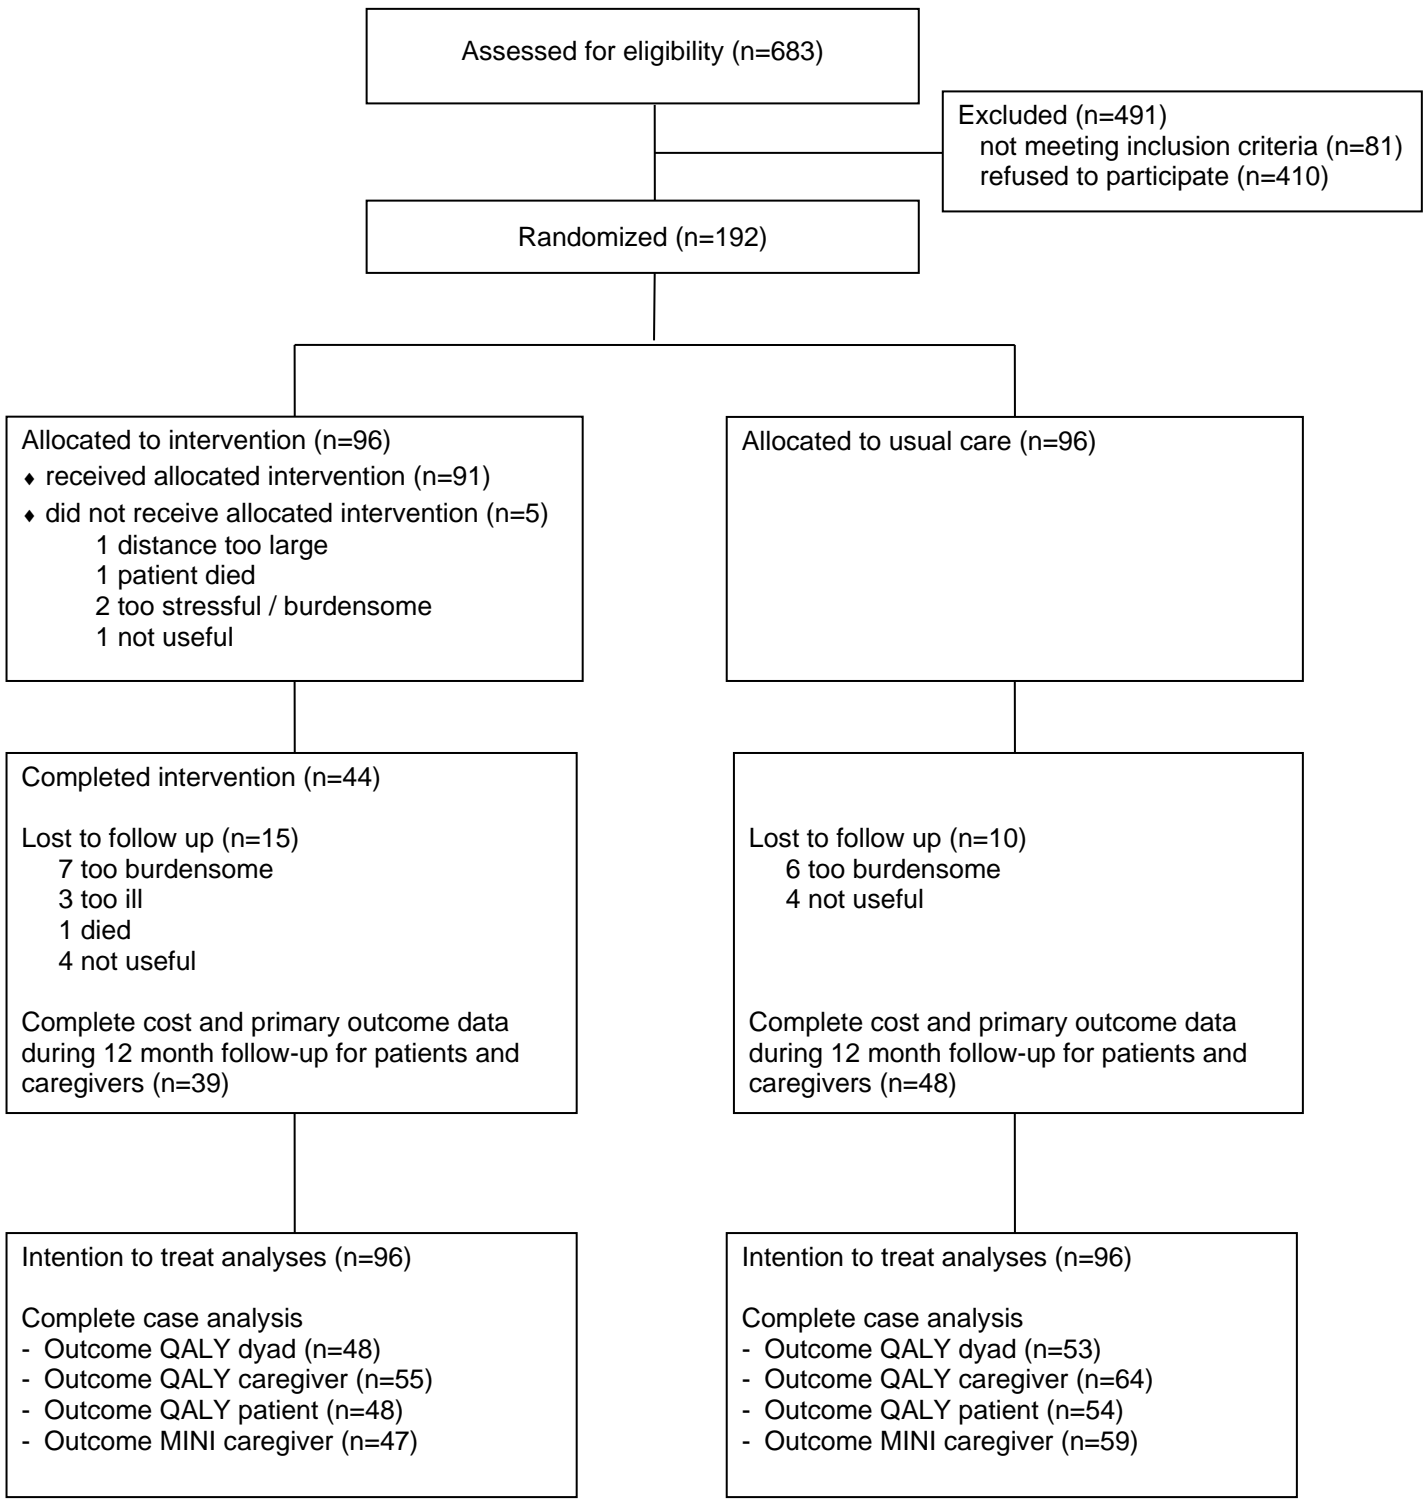 Assessed for eligibility (n=683)
Excluded (n=491)
not meeting inclusion criteria (n=81)
refused to participate (n=410)
Randomized (n=192)
Allocated to intervention (n=96)
♦ received allocated intervention (n=91)
♦ did not receive allocated intervention (n=5)
1 distance too large
1 patient died
2 too stressful / burdensome
1 not useful
Allocated to usual care (n=96)
Completed intervention (n=44)
Lost to follow up (n=15)
7 too burdensome
3 too ill
1 died
4 not useful
Complete cost and primary outcome data
during 12 month follow-up for patients and
caregivers (n=39)
Lost to follow up (n=10)
6 too burdensome
4 not useful
Complete cost and primary outcome data
during 12 month follow-up for patients and
caregivers (n=48)
Intention to treat analyses (n=96)
Complete case analysis
- Outcome QALY dyad (n=48)
- Outcome QALY caregiver (n=55)
- Outcome QALY patient (n=48)
- Outcome MINI caregiver (n=47)
Intention to treat analyses (n=96)
Complete case analysis
- Outcome QALY dyad (n=53)
- Outcome QALY caregiver (n=64)
- Outcome QALY patient (n=54)
- Outcome MINI caregiver (n=59)